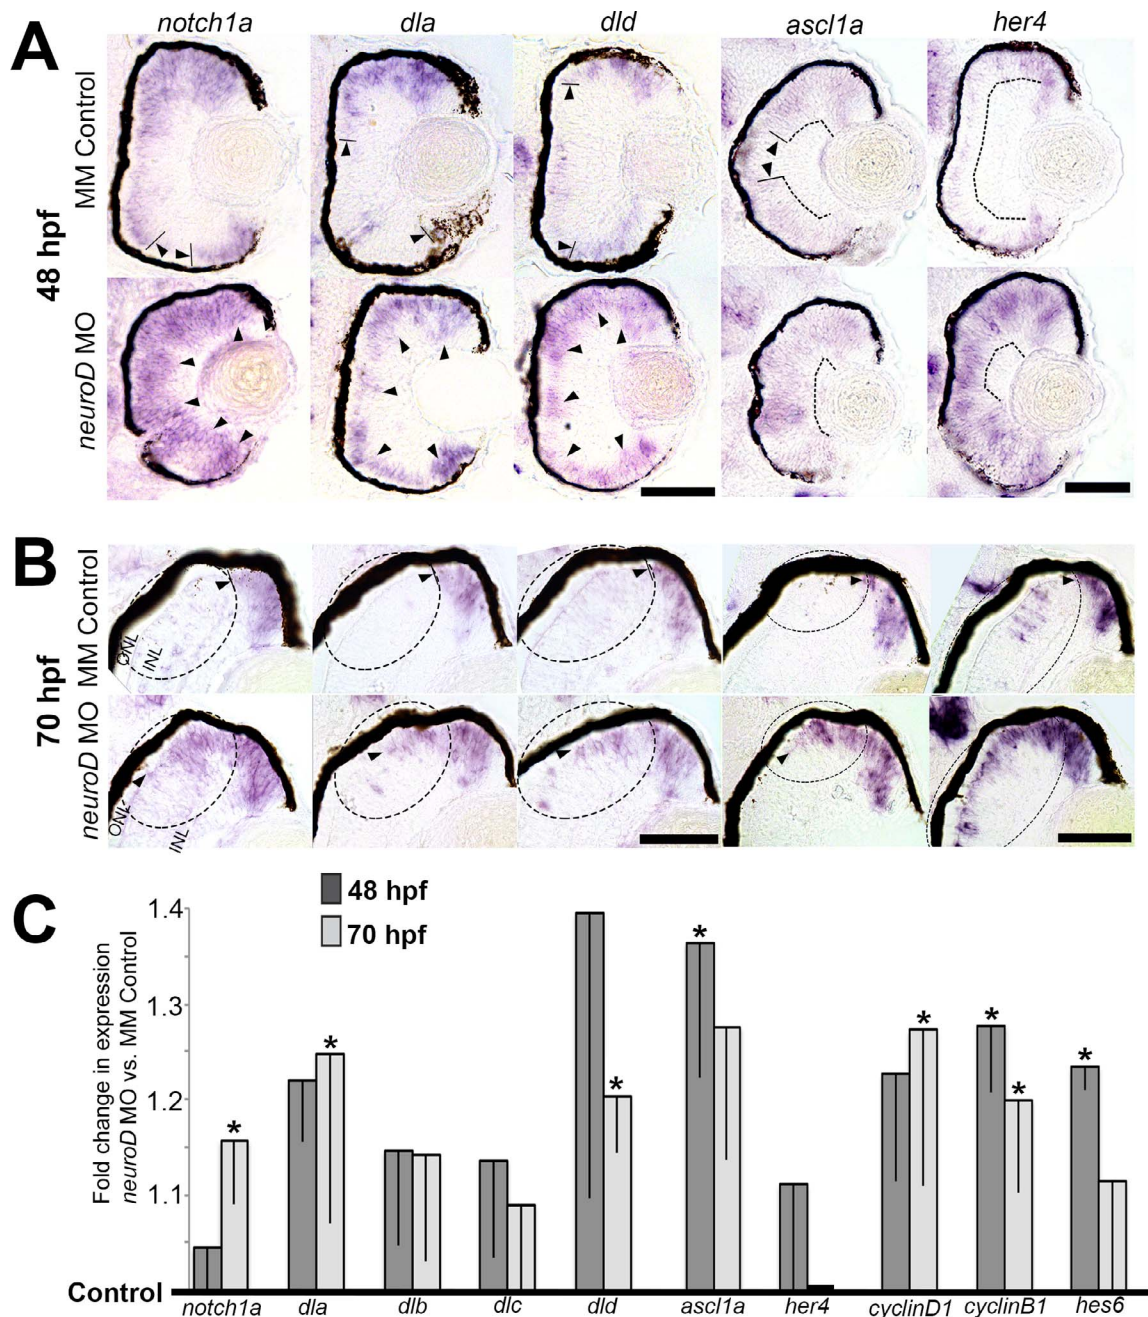 A
notch1a dla dld ascl1a her4
48 hpf
MM Control
neuroD MO
B
70 hpf
MM Control
ONL
INL
neuroD MO
ONL
INL
C
48 hpf
70 hpf
Fold change in expression
neuroD MO vs. MM Control
1.4
1.3
1.2
1.1
* * * * * * * *
Control
notch1a dla dlb dlc dld ascl1a her4 cyclinD1 cyclinB1 hes6